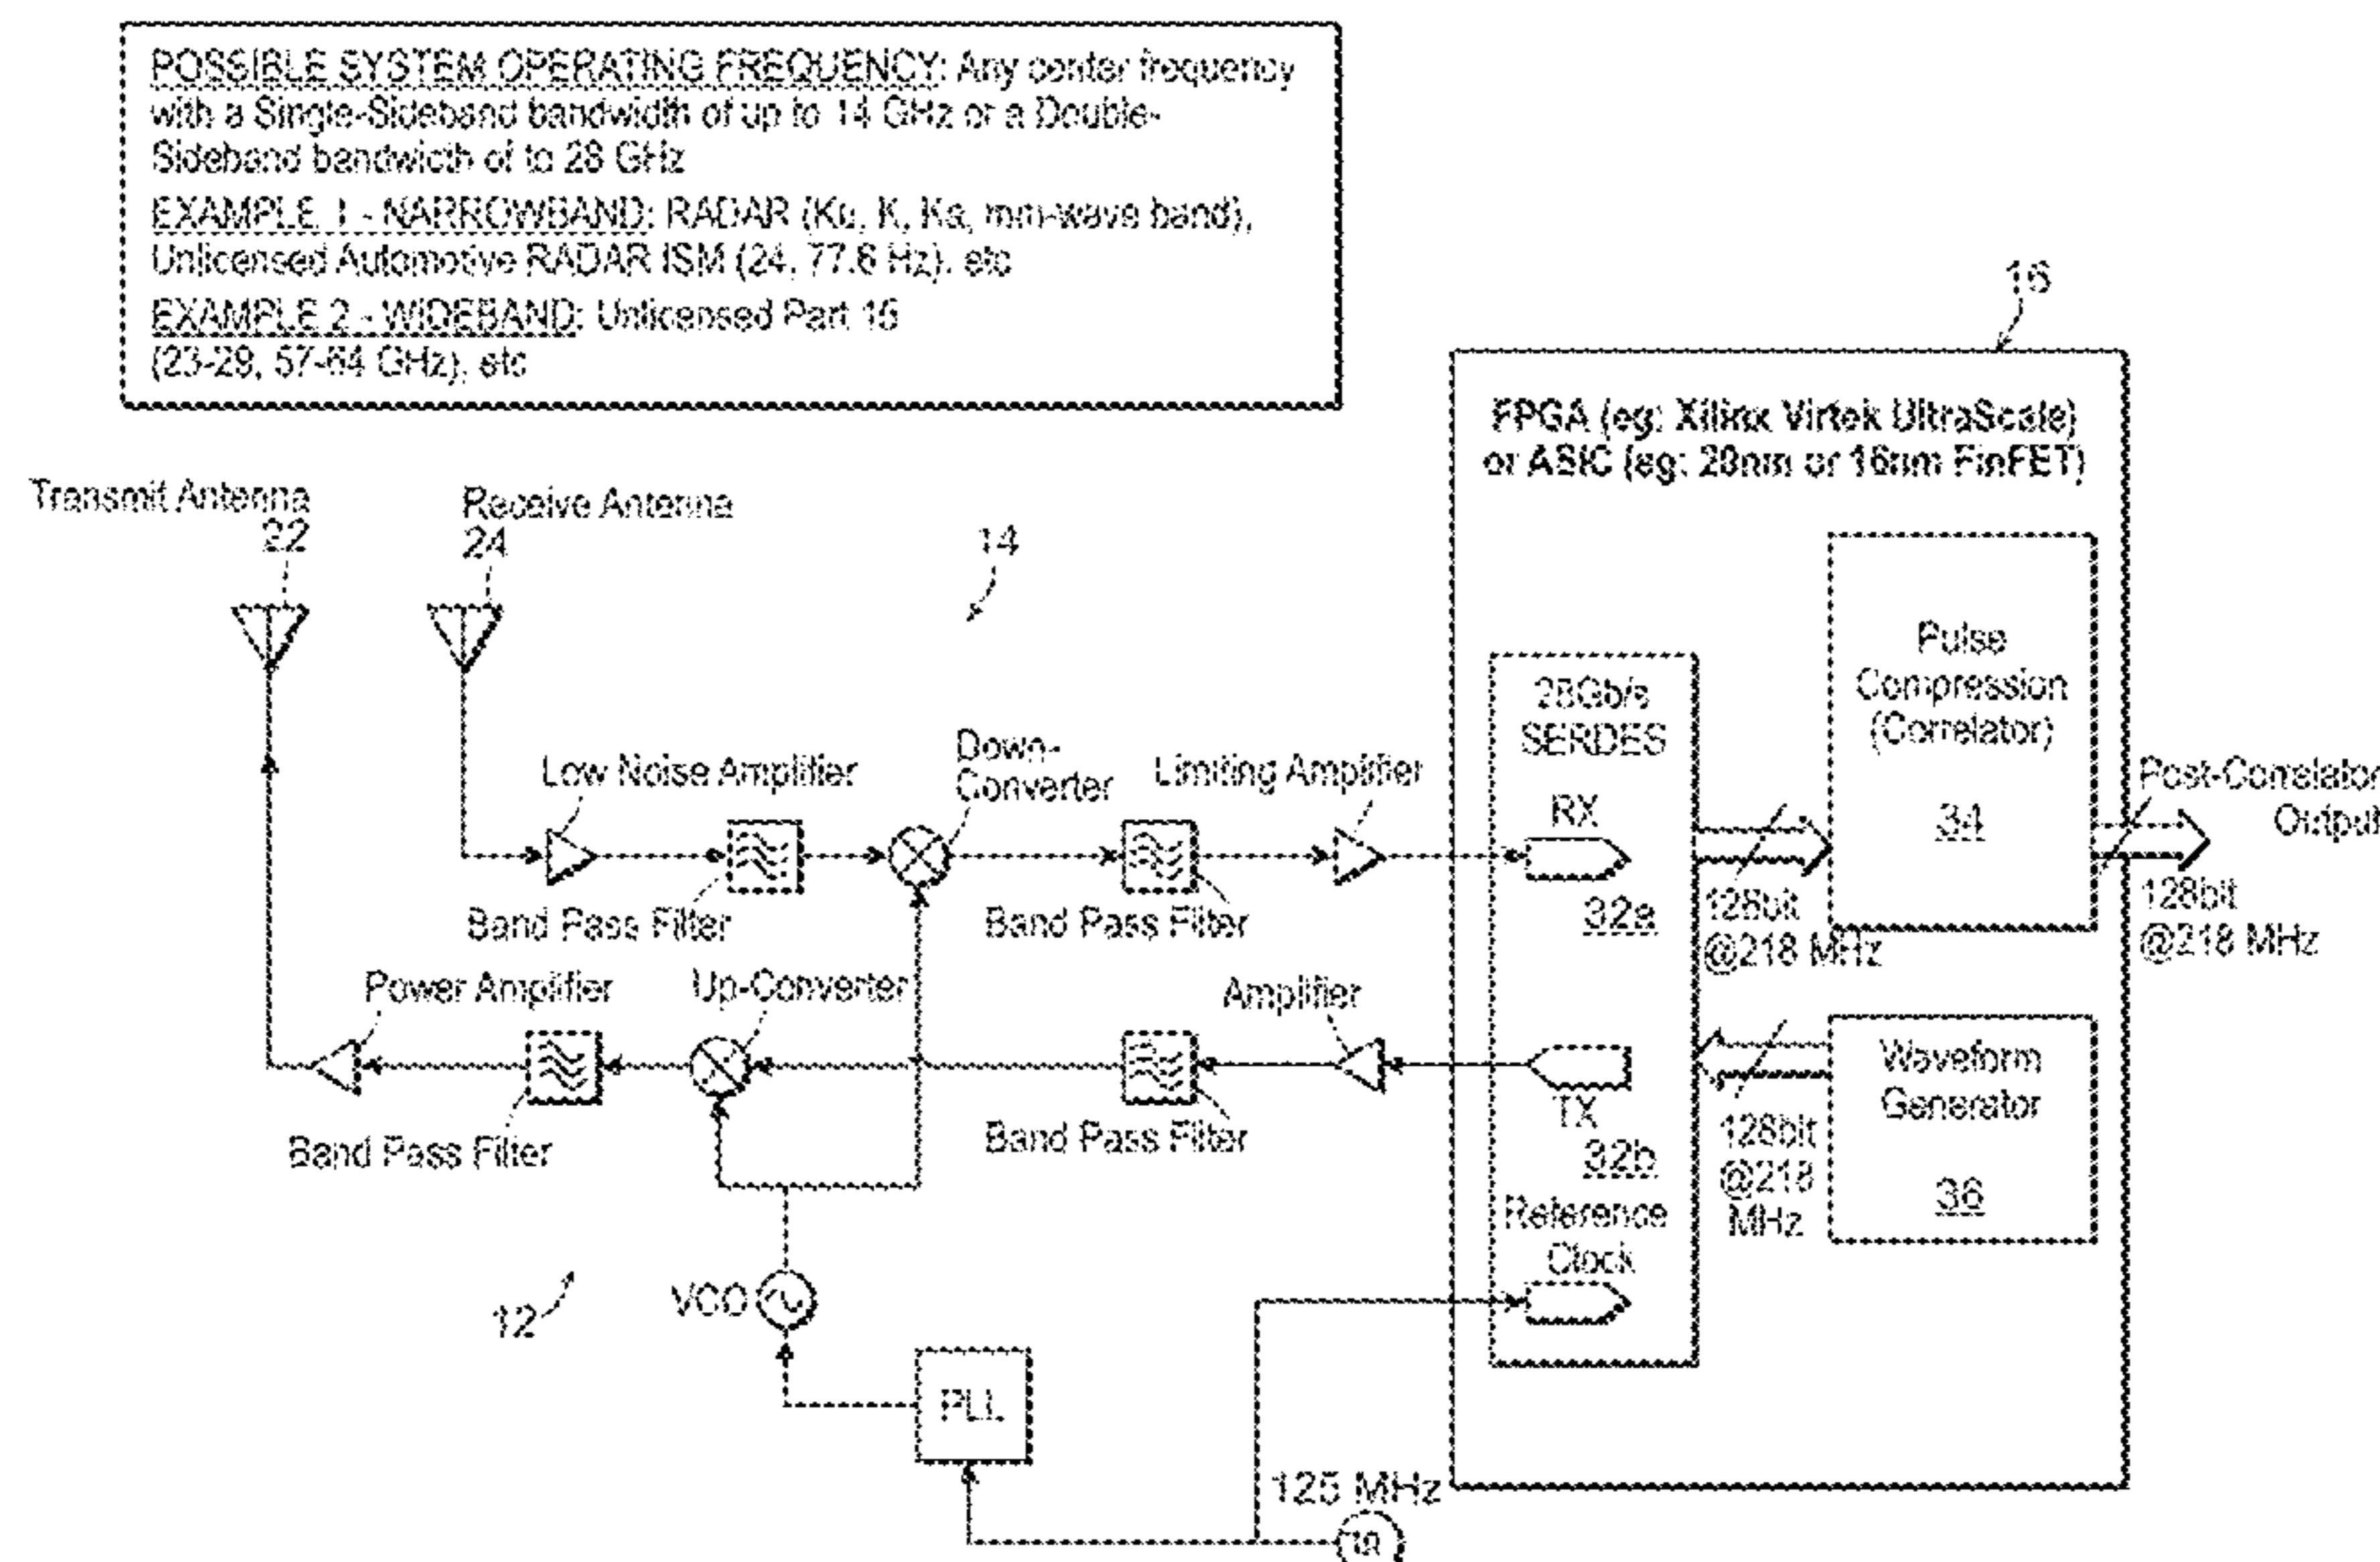 POSSIBLE SYSTEM OPERATING FREQUENCY: Any center frequency
with a Single-Sideband bandwidth of up to 14 GHz or a Double-
Sideband bandwicth of to 28 GHz
EXAMPLE 1 - NARROWBAND: RADAR (Ku, K, Ka, mm-wave band),
Unlicensed Automotive RADAR ISM (24, 77.6 Hz), etc
EXAMPLE 2 - WIDEBAND: Unlicensed Part 15
(23-29, 57-64 GHz), etc
16
FPGA (eg: Xilinx Virtek UltraScale)
or ASIC (eg: 20nm or 16nm FinFET)
Transmit Antenna
22
Receive Antenna
24
14
Pulse
Compression
(Correlator)
34
28Gb/s
SERDES
RX
32a
Low Noise Amplifier
Down-
Converter
Limiting Amplifier
Post-Correlator
Output
Band Pass Filter
Band Pass Filter
128bit
@218 MHz
128bit
@218 MHz
Power Amplifier
Up-Converter
Amplifier
TX
32b
Waveform
Generator
36
128bit
@218
MHz
Band Pass Filter
Band Pass Filter
Reference
Clock
12
VCO
PLL
125 MHz